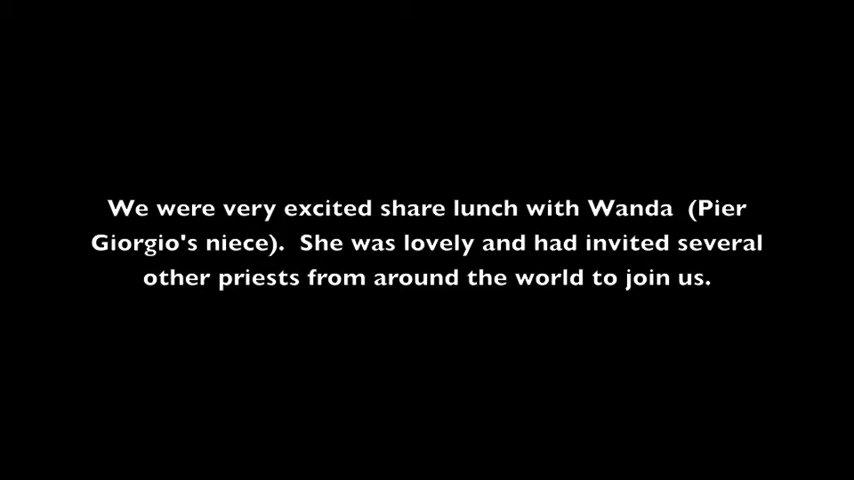 We were very excited share lunch with Wanda  (Pier
Giorgio's niece).  She was lovely and had invited several
other priests from around the world to join us.